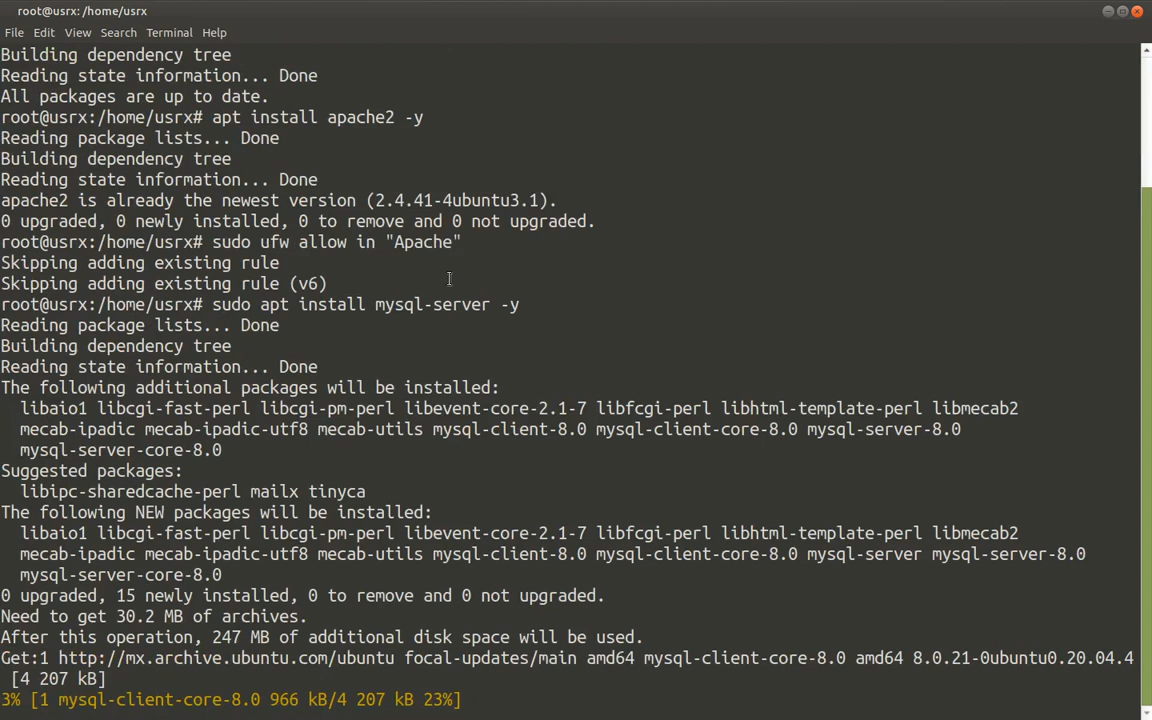 root@usrx: /home/usrx
File Edit View Search Terminal Help
Building dependency tree
Reading state information... Done
All packages are up to date.
root@usrx:/home/usrx# apt install apache2 -y
Reading package lists... Done
Building dependency tree
Reading state information... Done
apache2 is already the newest version (2.4.41-4ubuntu3.1).
0 upgraded, 0 newly installed, 0 to remove and 0 not upgraded.
root@usrx:/home/usrx# sudo ufw allow in "Apache"
Skipping adding existing rule
Skipping adding existing rule (v6)
root@usrx:/home/usrx# sudo apt install mysql-server -y
Reading package lists... Done
Building dependency tree
Reading state information... Done
The following additional packages will be installed:
  libaio1 libcgi-fast-perl libcgi-pm-perl libevent-core-2.1-7 libfcgi-perl libhtml-template-perl libmecab2
  mecab-ipadic mecab-ipadic-utf8 mecab-utils mysql-client-8.0 mysql-client-core-8.0 mysql-server-8.0
  mysql-server-core-8.0
Suggested packages:
  libipc-sharedcache-perl mailx tinyca
The following NEW packages will be installed:
  libaio1 libcgi-fast-perl libcgi-pm-perl libevent-core-2.1-7 libfcgi-perl libhtml-template-perl libmecab2
  mecab-ipadic mecab-ipadic-utf8 mecab-utils mysql-client-8.0 mysql-client-core-8.0 mysql-server mysql-server-8.0
  mysql-server-core-8.0
0 upgraded, 15 newly installed, 0 to remove and 0 not upgraded.
Need to get 30.2 MB of archives.
After this operation, 247 MB of additional disk space will be used.
Get:1 http://mx.archive.ubuntu.com/ubuntu focal-updates/main amd64 mysql-client-core-8.0 amd64 8.0.21-0ubuntu0.20.04.4
 [4 207 kB]
3% [1 mysql-client-core-8.0 966 kB/4 207 kB 23%]